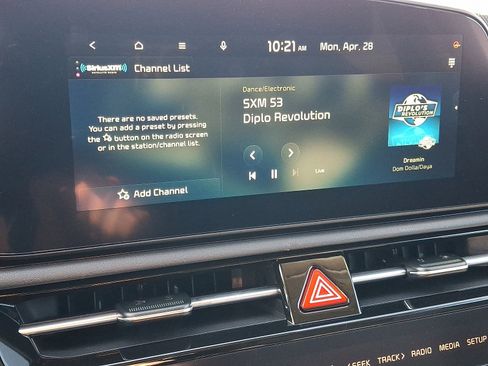 10:21 AM Mon, Apr. 28
SiriusXM
SATELLITE RADIO
Channel List
There are no saved presets.
You can add a preset by pressing
the button on the radio screen
or in the station/channel list.
Add Channel
Dance/Electronic
SXM 53
Diplo Revolution
Live
DIPLO'S
REVOLUTION
Dreamin
Dom Dolla/Daya
SEEK TRACK> RADIO MEDIA SETUP